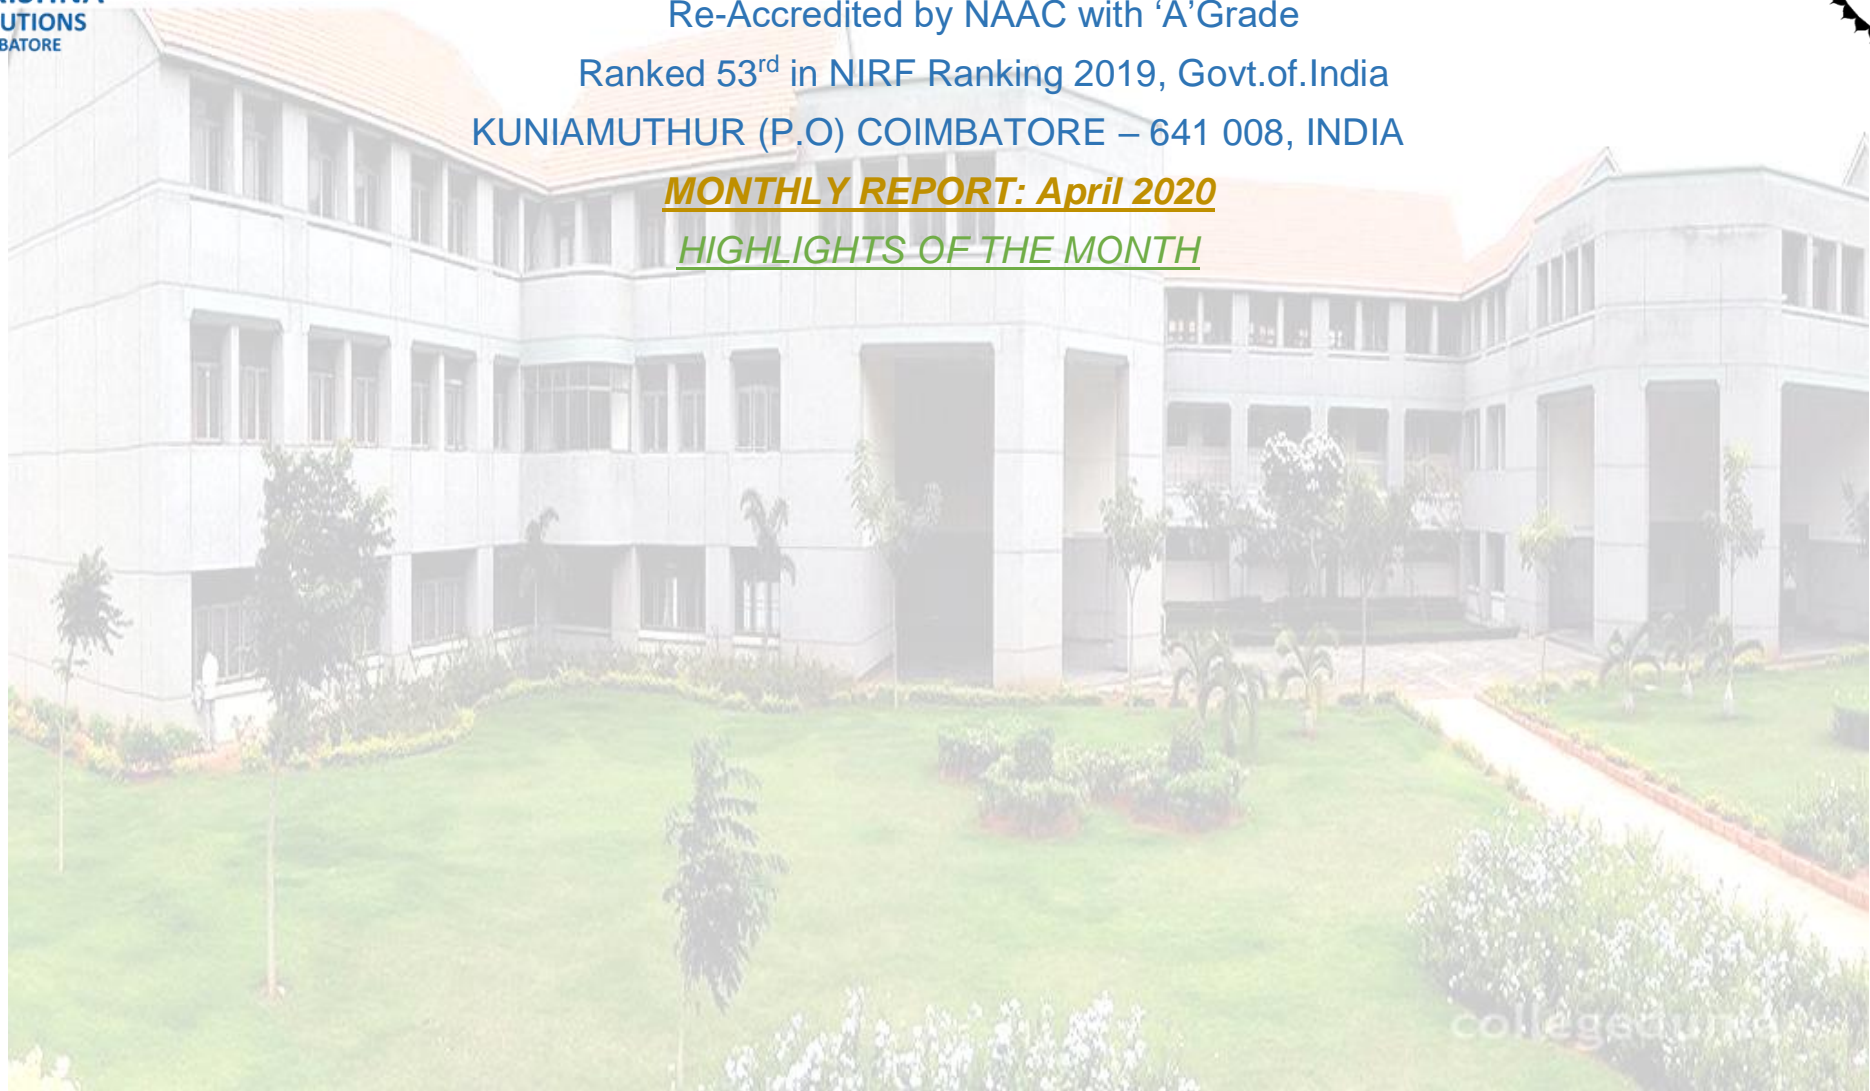 UTIONS
BATORE
Re-Accredited by NAAC with ‘A’Grade
Ranked 53rd in NIRF Ranking 2019, Govt.of.India
KUNIAMUTHUR (P.O) COIMBATORE – 641 008, INDIA
MONTHLY REPORT: April 2020
HIGHLIGHTS OF THE MONTH
collegedunia